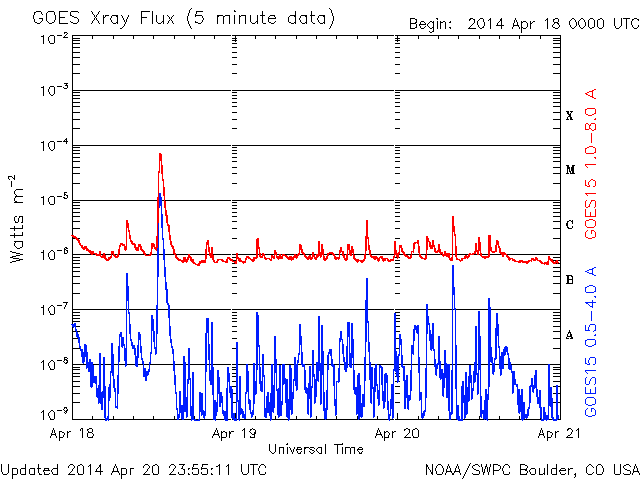 GOES Xray Flux (5 minute data)
Begin: 2014 Apr 18 0000 UTC
10⁻²
10⁻³
10⁻⁴
10⁻⁵
10⁻⁶
10⁻⁷
10⁻⁸
10⁻⁹
Watts m⁻²
X
M
C
B
A
GOES15 1.0-8.0 A
GOES15 0.5-4.0 A
Apr 18
Apr 19
Apr 20
Apr 21
Universal Time
Updated 2014 Apr 20 23:55:11 UTC
NOAA/SWPC Boulder, CO USA